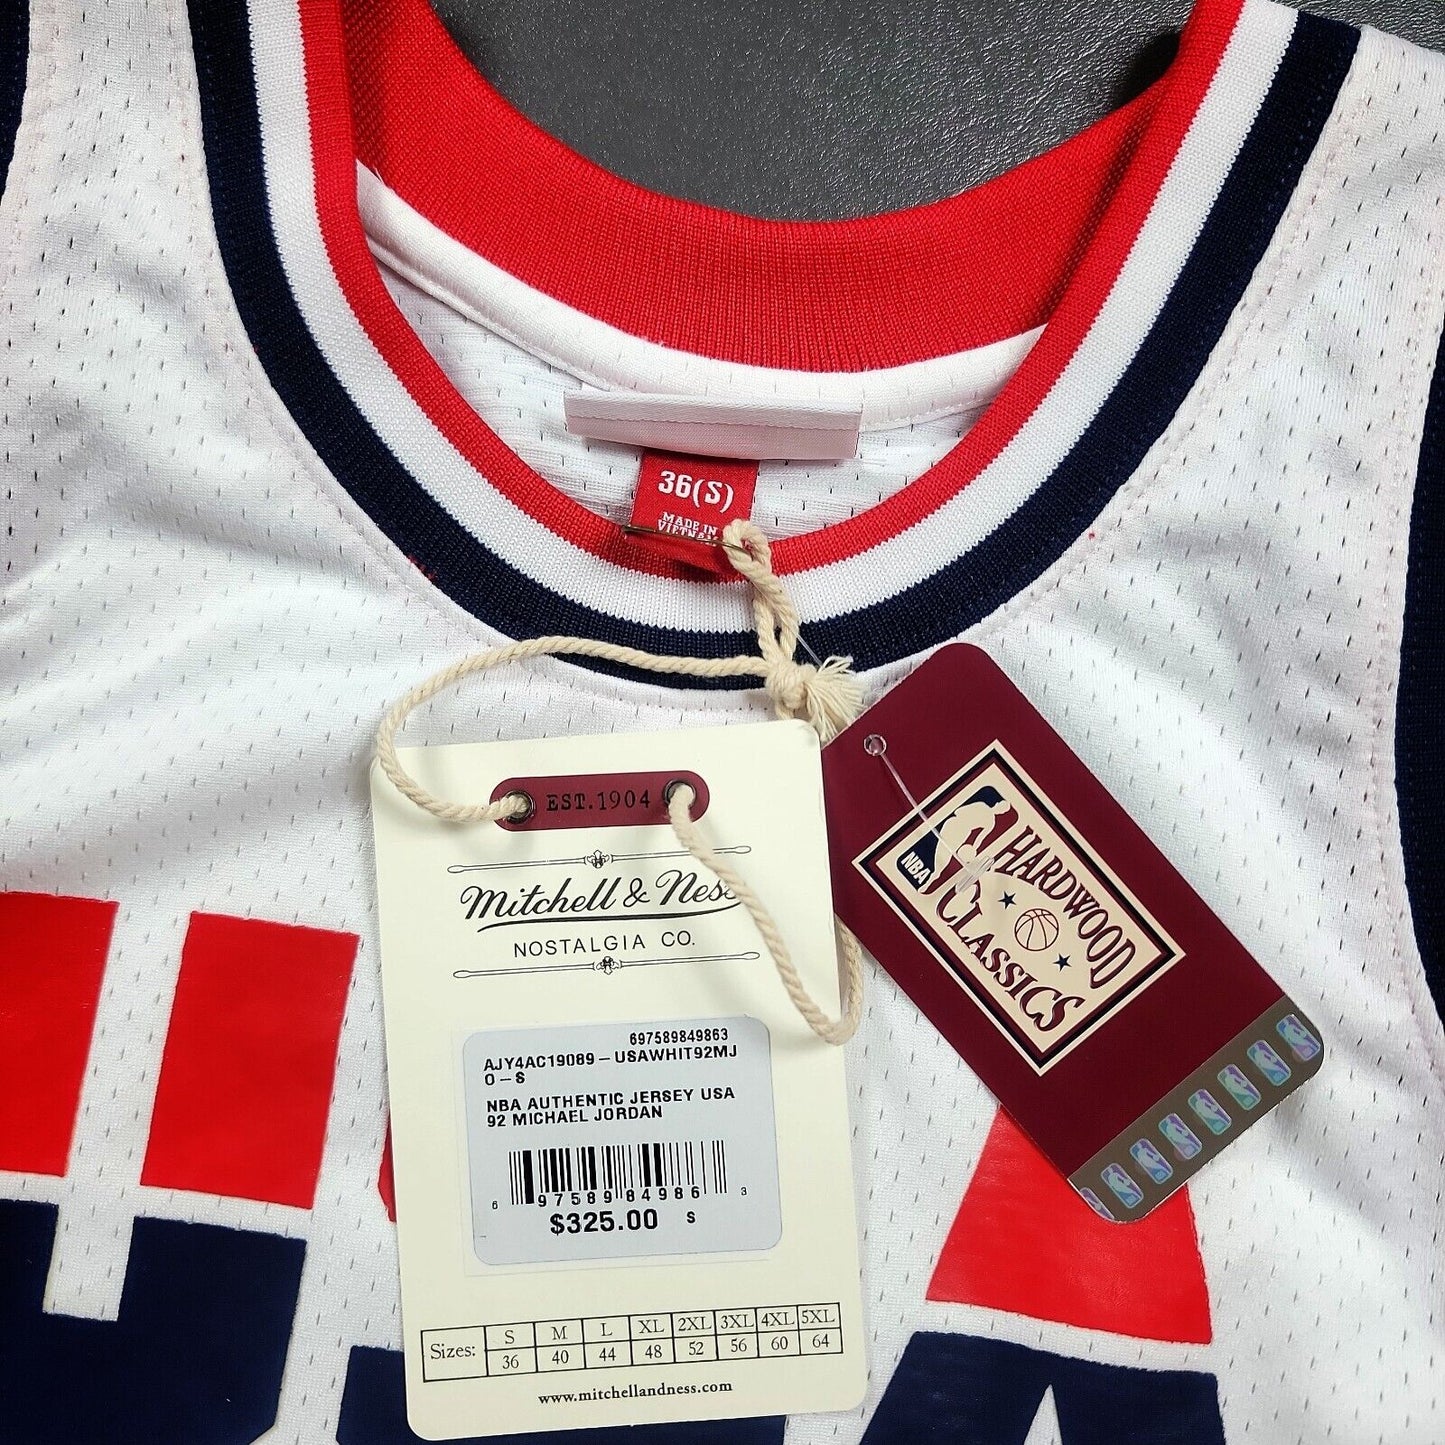 36(S)
MADE IN
VIETNAM
EST.1904
Mitchell & Ness
NOSTALGIA CO.
697589849863
AJY4AC19089-USAWHIT92MJ
O-S
NBA AUTHENTIC JERSEY USA
92 MICHAEL JORDAN
6 97589 84986 3
$325.00 S
Sizes: S M L XL 2XL 3XL 4XL 5XL
36 40 44 48 52 56 60 64
www.mitchellandness.com
NBA
HARDWOOD
CLASSICS